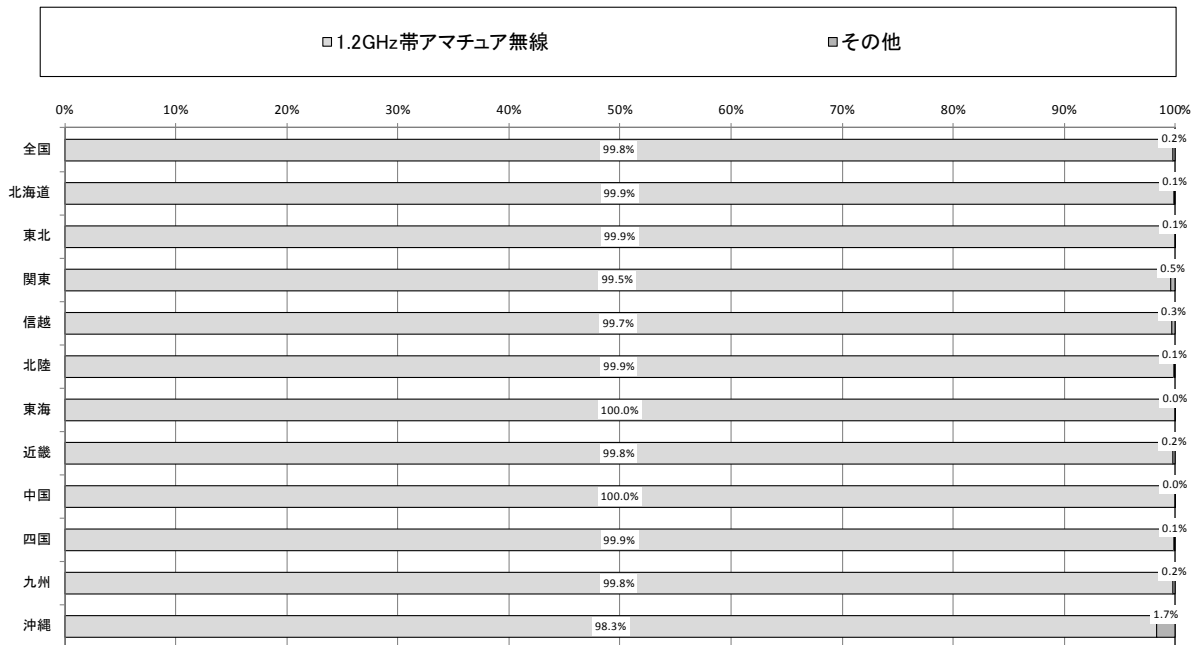 1.2GHz帯アマチュア無線 その他
0% 10% 20% 30% 40% 50% 60% 70% 80% 90% 100%
全国 99.8% 0.2%
北海道 99.9% 0.1%
東北 99.9% 0.1%
関東 99.5% 0.5%
信越 99.7% 0.3%
北陸 99.9% 0.1%
東海 100.0% 0.0%
近畿 99.8% 0.2%
中国 100.0% 0.0%
四国 99.9% 0.1%
九州 99.8% 0.2%
沖縄 98.3% 1.7%